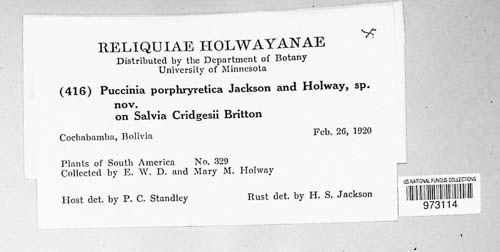 RELIQUIAE HOLWAYANAE
Distributed by the Department of Botany
University of Minnesota
(416) Puccinia porphryretica Jackson and Holway, sp.
nov.
on Salvia Cridgesii Britton
Cochabamba, Bolivia Feb. 26, 1920
Plants of South America No. 329
Collected by E. W. D. and Mary M. Holway
Host det. by P. C. Standley Rust det. by H. S. Jackson
US NATIONAL FUNGUS COLLECTIONS
973114